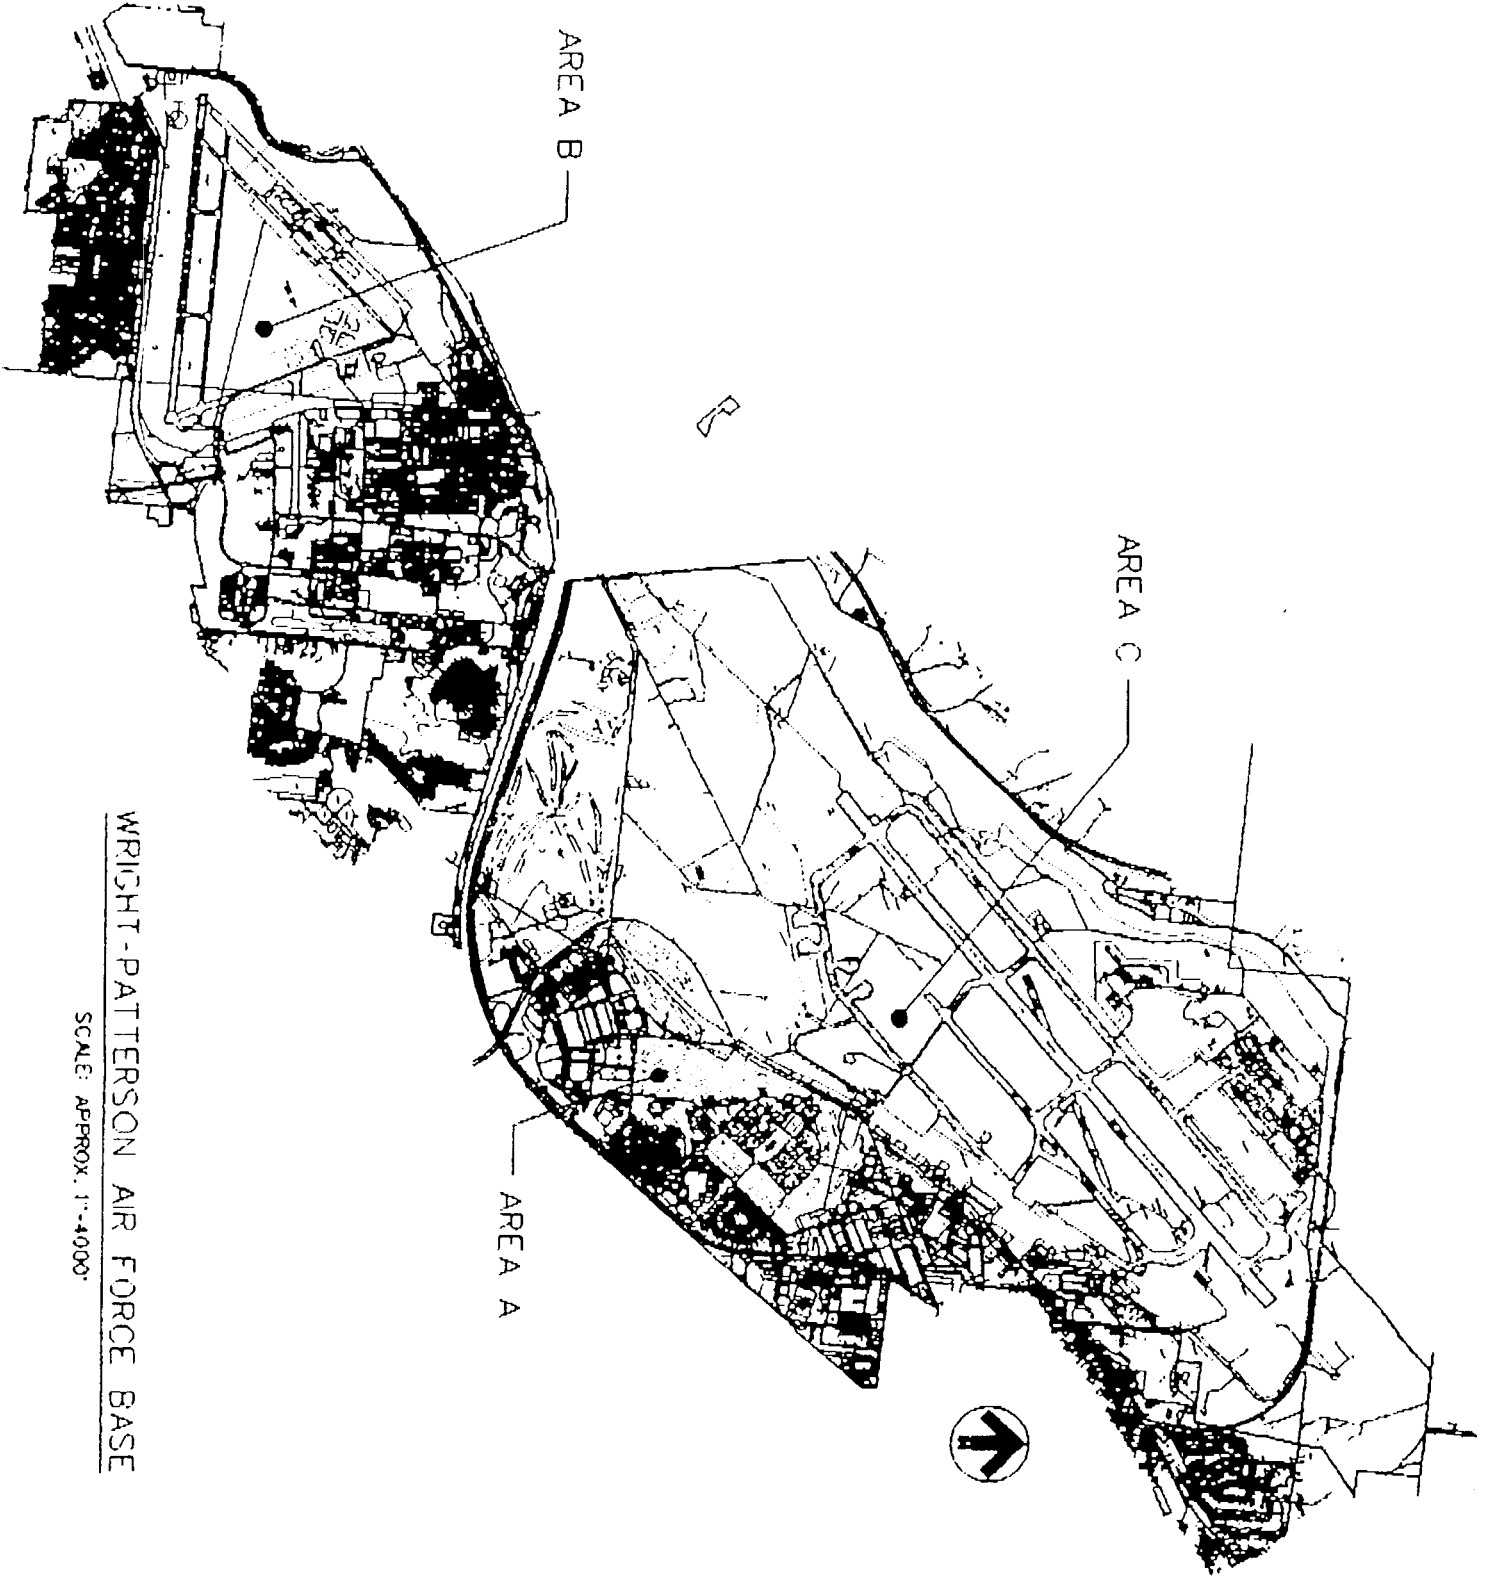 AREA B
AREA C
AREA A
WRIGHT-PATTERSON AIR FORCE BASE
SCALE: APPROX. 1"=4000'